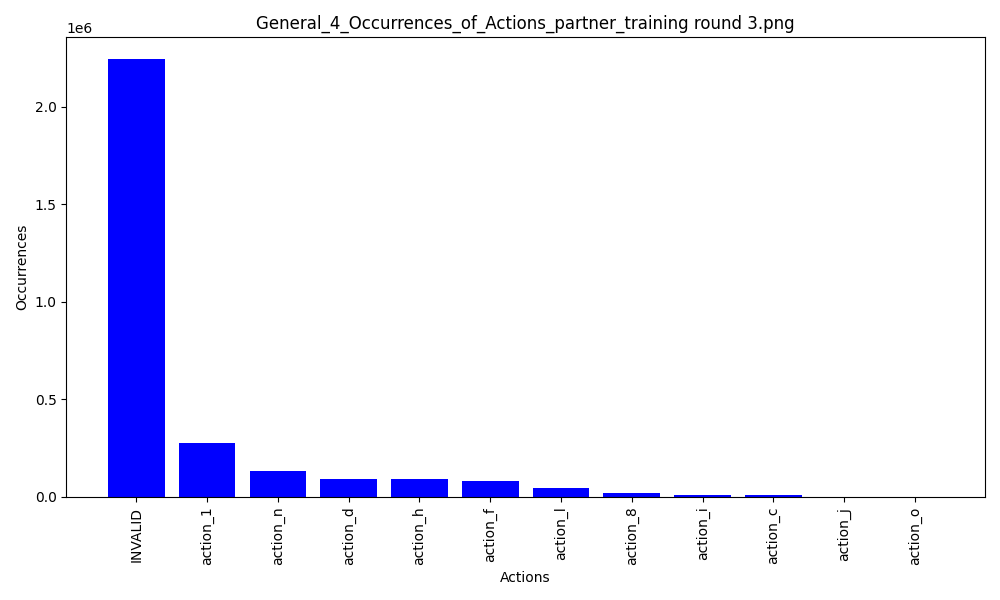 General_4_Occurrences_of_Actions_partner_training round 3.png
1e6
2.0
1.5
1.0
0.5
0.0
Occurrences
INVALID
action_1
action_n
action_d
action_h
action_f
action_l
action_8
action_i
action_c
action_j
action_o
Actions